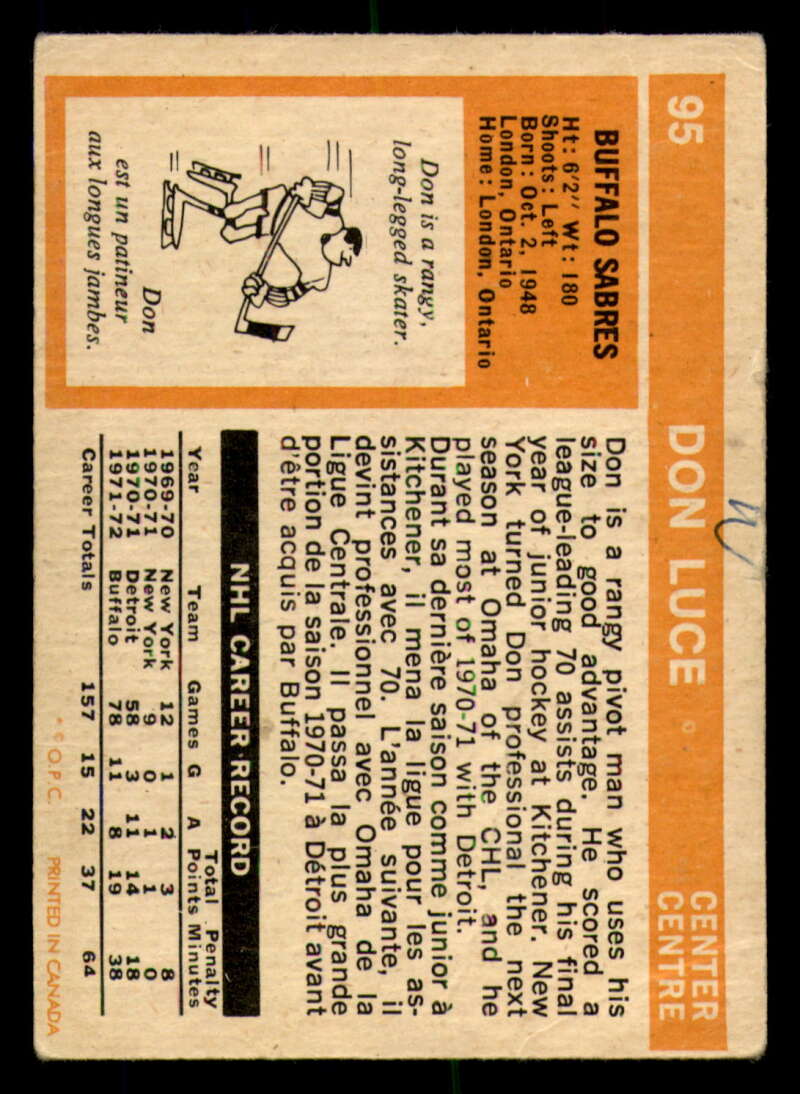 95 DON LUCE CENTER
CENTRE
BUFFALO SABRES
Ht: 6'2" Wt: 180
Shoots: Left
Born: Oct. 2, 1948
London, Ontario
Home: London, Ontario
Don is a rangy,
long-legged skater.
Don
est un patineur
aux longues jambes.
Don is a rangy pivot man who uses his
size to good advantage. He scored a
league-leading 70 assists during his final
year of junior hockey at Kitchener. New
York turned Don professional the next
season at Omaha of the CHL, and he
played most of 1970-71 with Detroit.
Durant sa dernière saison comme junior à
Kitchener, il mena la ligue pour les as-
sistances avec 70. L'année suivante, il
devint professionnel avec Omaha de la
Ligue Centrale. Il passa la plus grande
portion de la saison 1970-71 à Détroit avant
d'être acquis par Buffalo.
NHL CAREER RECORD
Total Penalty
Year Team Games G A Points Minutes
1969-70 New York 12 1 2 3 8
1970-71 New York 9 0 1 1 0
1970-71 Detroit 58 3 11 14 18
1971-72 Buffalo 78 11 8 19 38
Career Totals 157 15 22 37 64
* © O.P.C. PRINTED IN CANADA